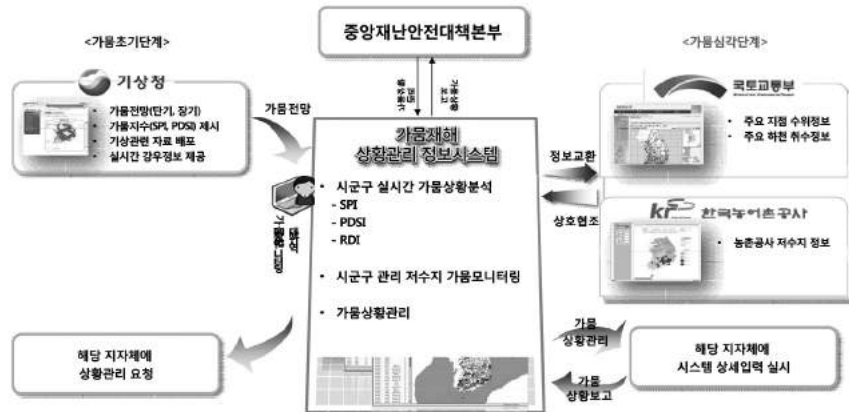 중앙재난안전대책본부
<가뭄초기단계>
<가뭄심각단계>
기상청
• 가뭄전망(단기, 장기)
• 가뭄지수(SPI, PDSI) 제시
• 기상관련 자료 배포
• 실시간 강우정보 제공
가뭄전망
가뭄상황
보고
국토교통부
• 주요 지점 수위정보
• 주요 하천 취수정보
가뭄재해
상황관리 정보시스템
• 시군구 실시간 가뭄상황분석
- SPI
- PDSI
- RDI
• 시군구 관리 저수지 가뭄모니터링
• 가뭄상황관리
정보교환
상호협조
한국농어촌공사
• 농촌공사 저수지 정보
해당 지자체에
상황관리 요청
가뭄
상황관리
가뭄
상황보고
해당 지자체에
시스템 상세입력 실시